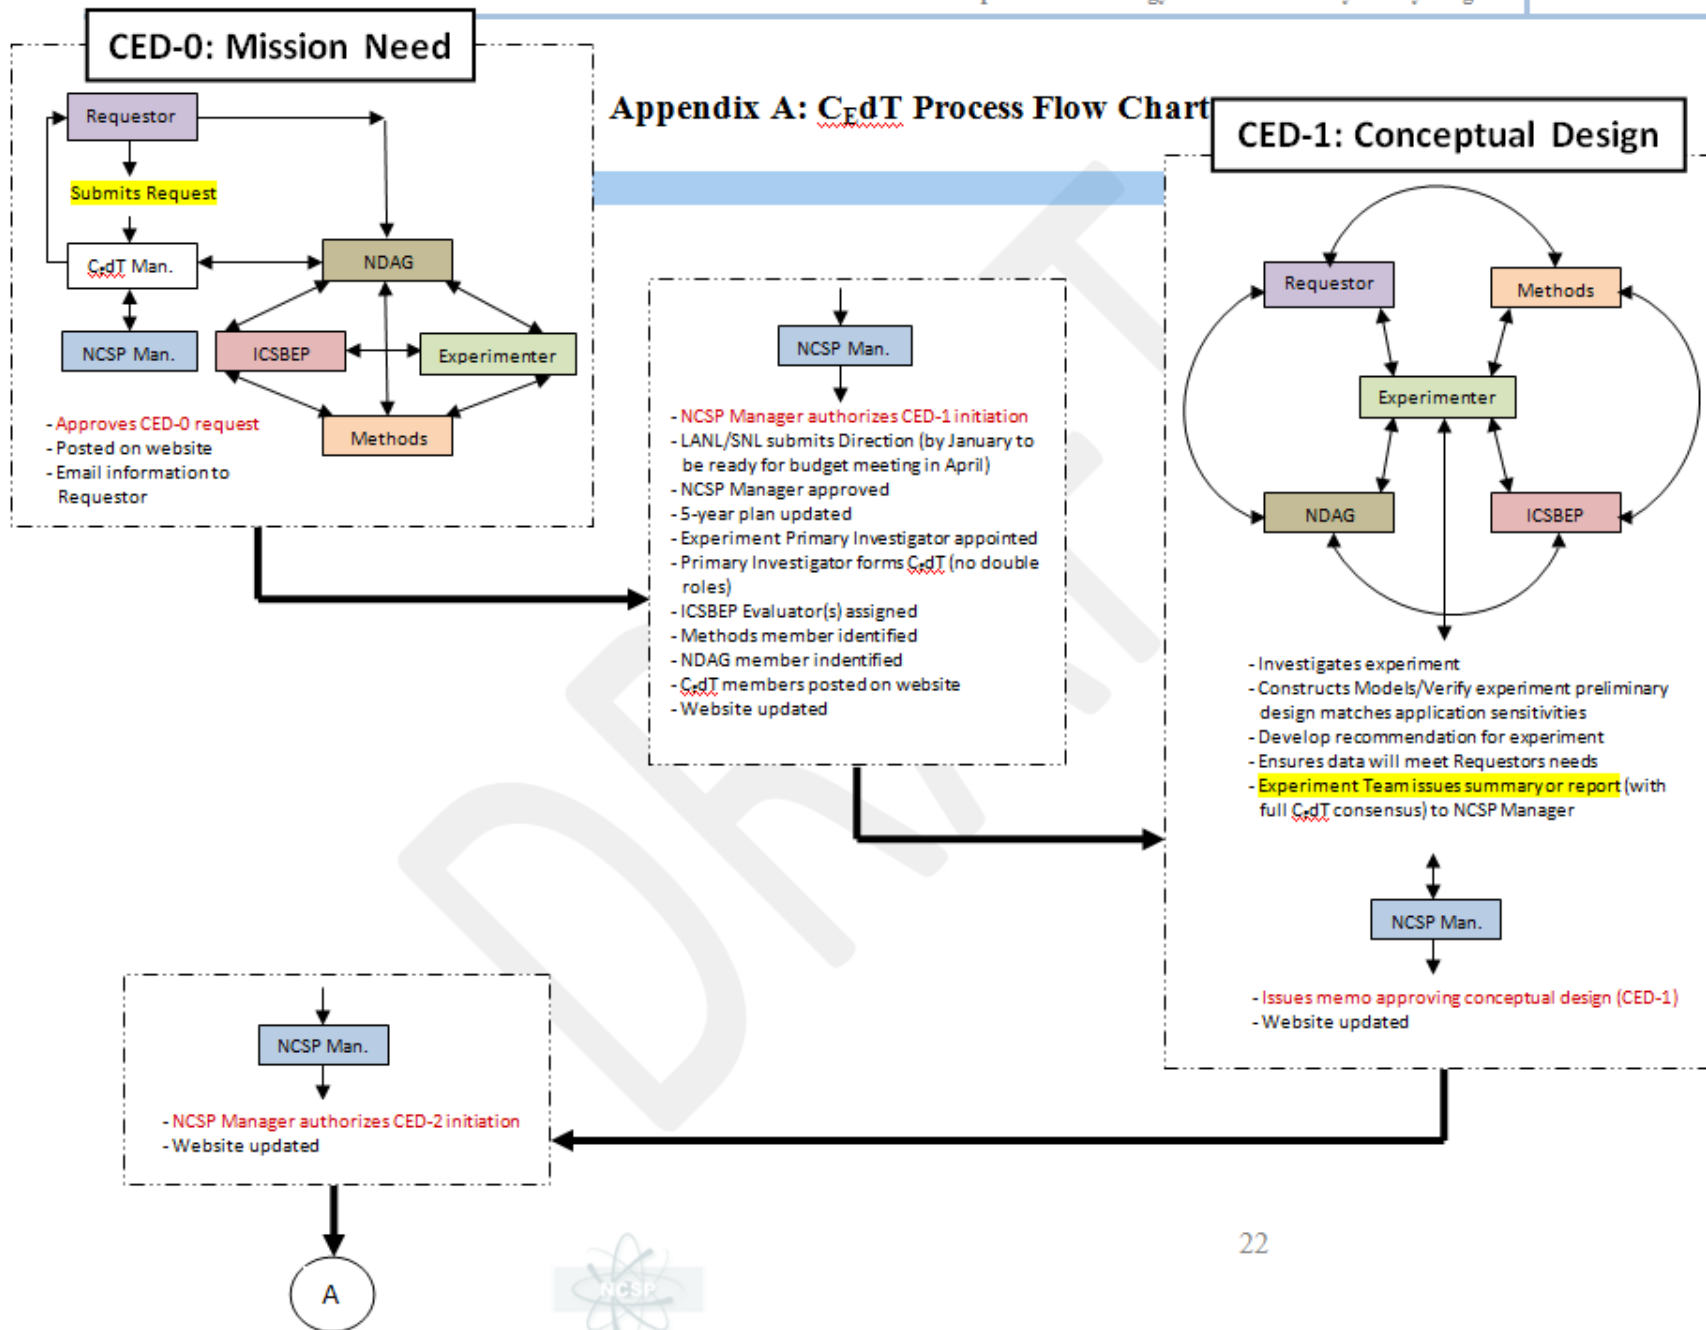 CED-0: Mission Need
Appendix A: CEdT Process Flow Chart
CED-1: Conceptual Design
Requestor
Submits Request
CEdT Man.
NDAG
NCSP Man.
ICSBEP
Experimenter
Methods
- Approves CED-0 request
- Posted on website
- Email information to
Requestor
NCSP Man.
- NCSP Manager authorizes CED-1 initiation
- LANL/SNL submits Direction (by January to
be ready for budget meeting in April)
- NCSP Manager approved
- 5-year plan updated
- Experiment Primary Investigator appointed
- Primary Investigator forms CEdT (no double
roles)
- ICSBEP Evaluator(s) assigned
- Methods member identified
- NDAG member indentified
- CEdT members posted on website
- Website updated
Requestor
Methods
Experimenter
NDAG
ICSBEP
- Investigates experiment
- Constructs Models/Verify experiment preliminary
design matches application sensitivities
- Develop recommendation for experiment
- Ensures data will meet Requestors needs
- Experiment Team issues summary or report (with
full CEdT consensus) to NCSP Manager
NCSP Man.
- Issues memo approving conceptual design (CED-1)
- Website updated
NCSP Man.
- NCSP Manager authorizes CED-2 initiation
- Website updated
A
DRAFT
NCSP
22